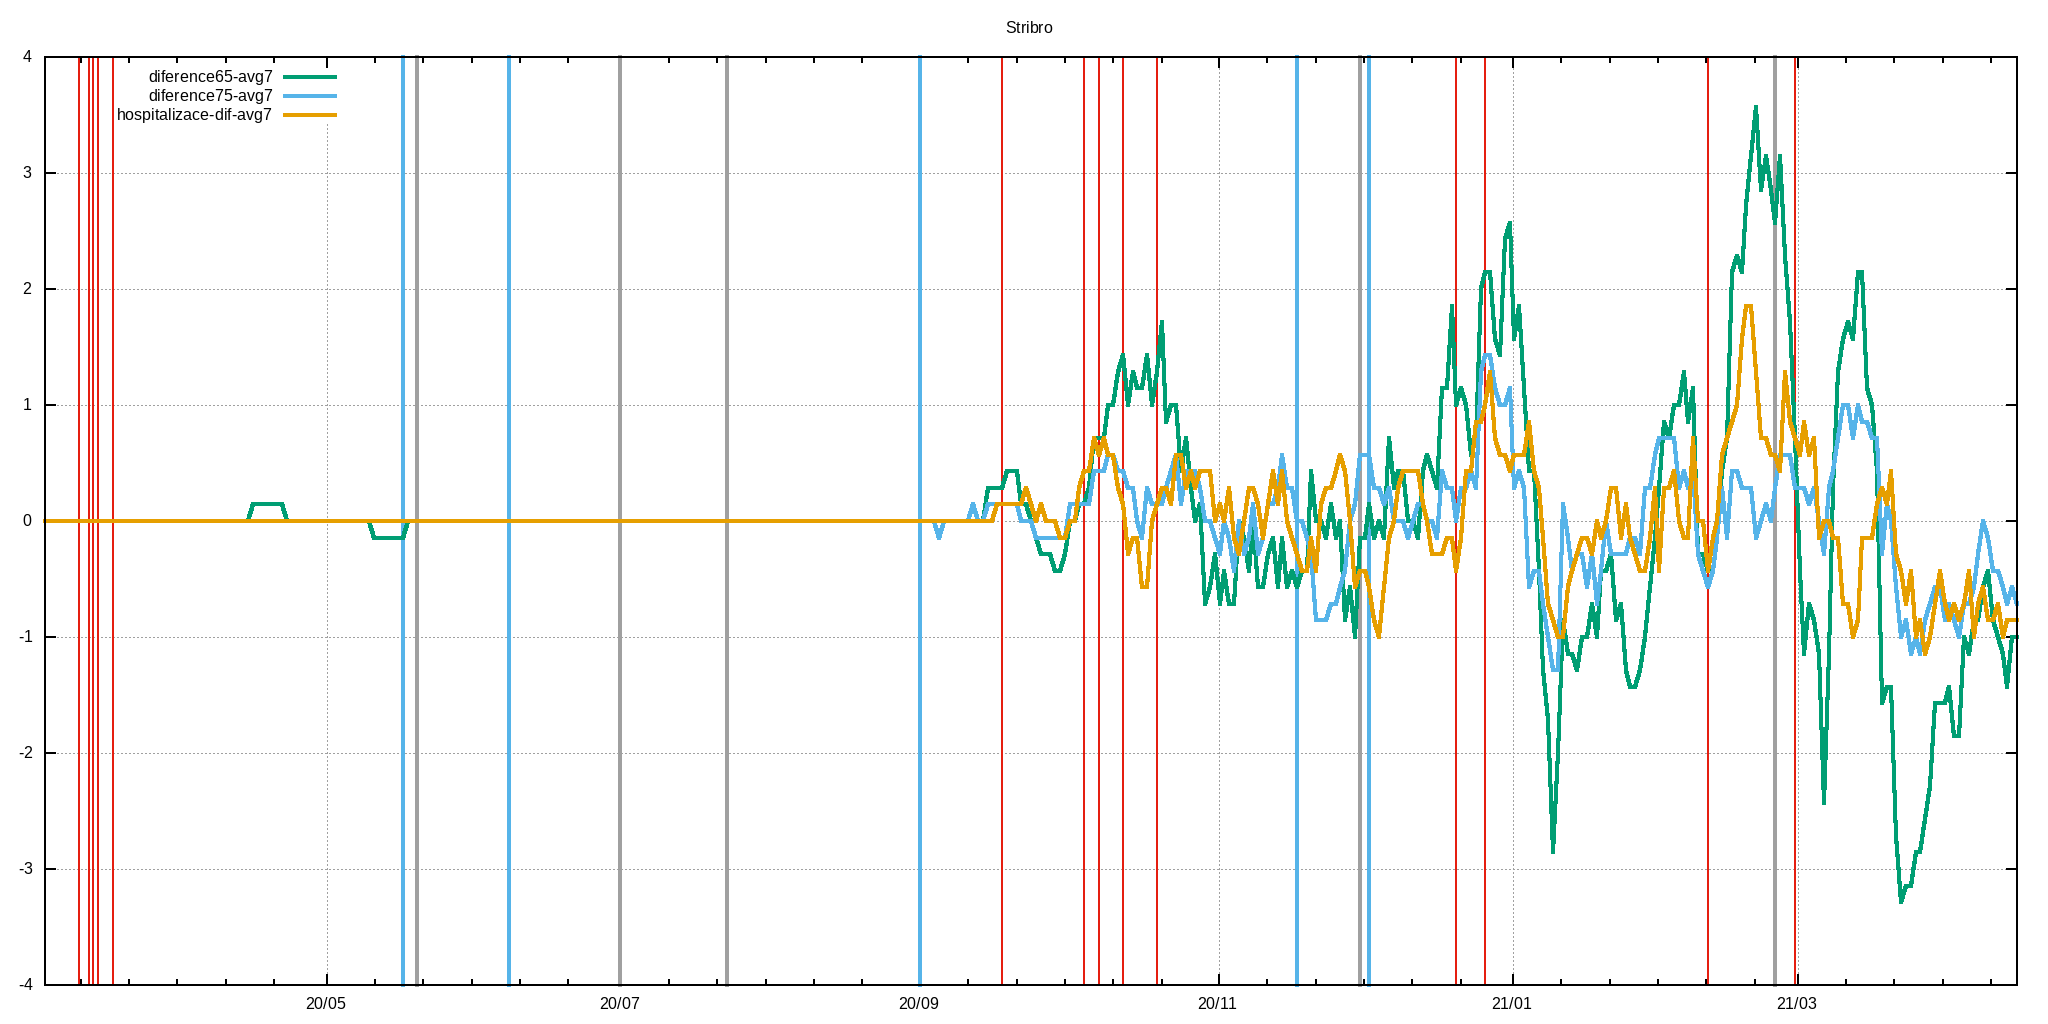 Stribro
diference65-avg7
diference75-avg7
hospitalizace-dif-avg7
4
3
2
1
0
-1
-2
-3
-4
20/05 20/07 20/09 20/11 21/01 21/03